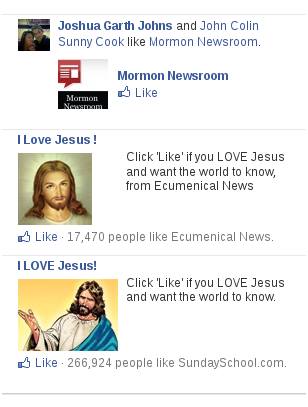 Joshua Garth Johns and John Colin
Sunny Cook like Mormon Newsroom.
Mormon
Newsroom
Mormon Newsroom
Like
I Love Jesus !
Click 'Like' if you LOVE Jesus
and want the world to know,
from Ecumenical News
Like · 17,470 people like Ecumenical News.
I LOVE Jesus!
Click 'Like' if you LOVE Jesus
and want the world to know.
Like · 266,924 people like SundaySchool.com.